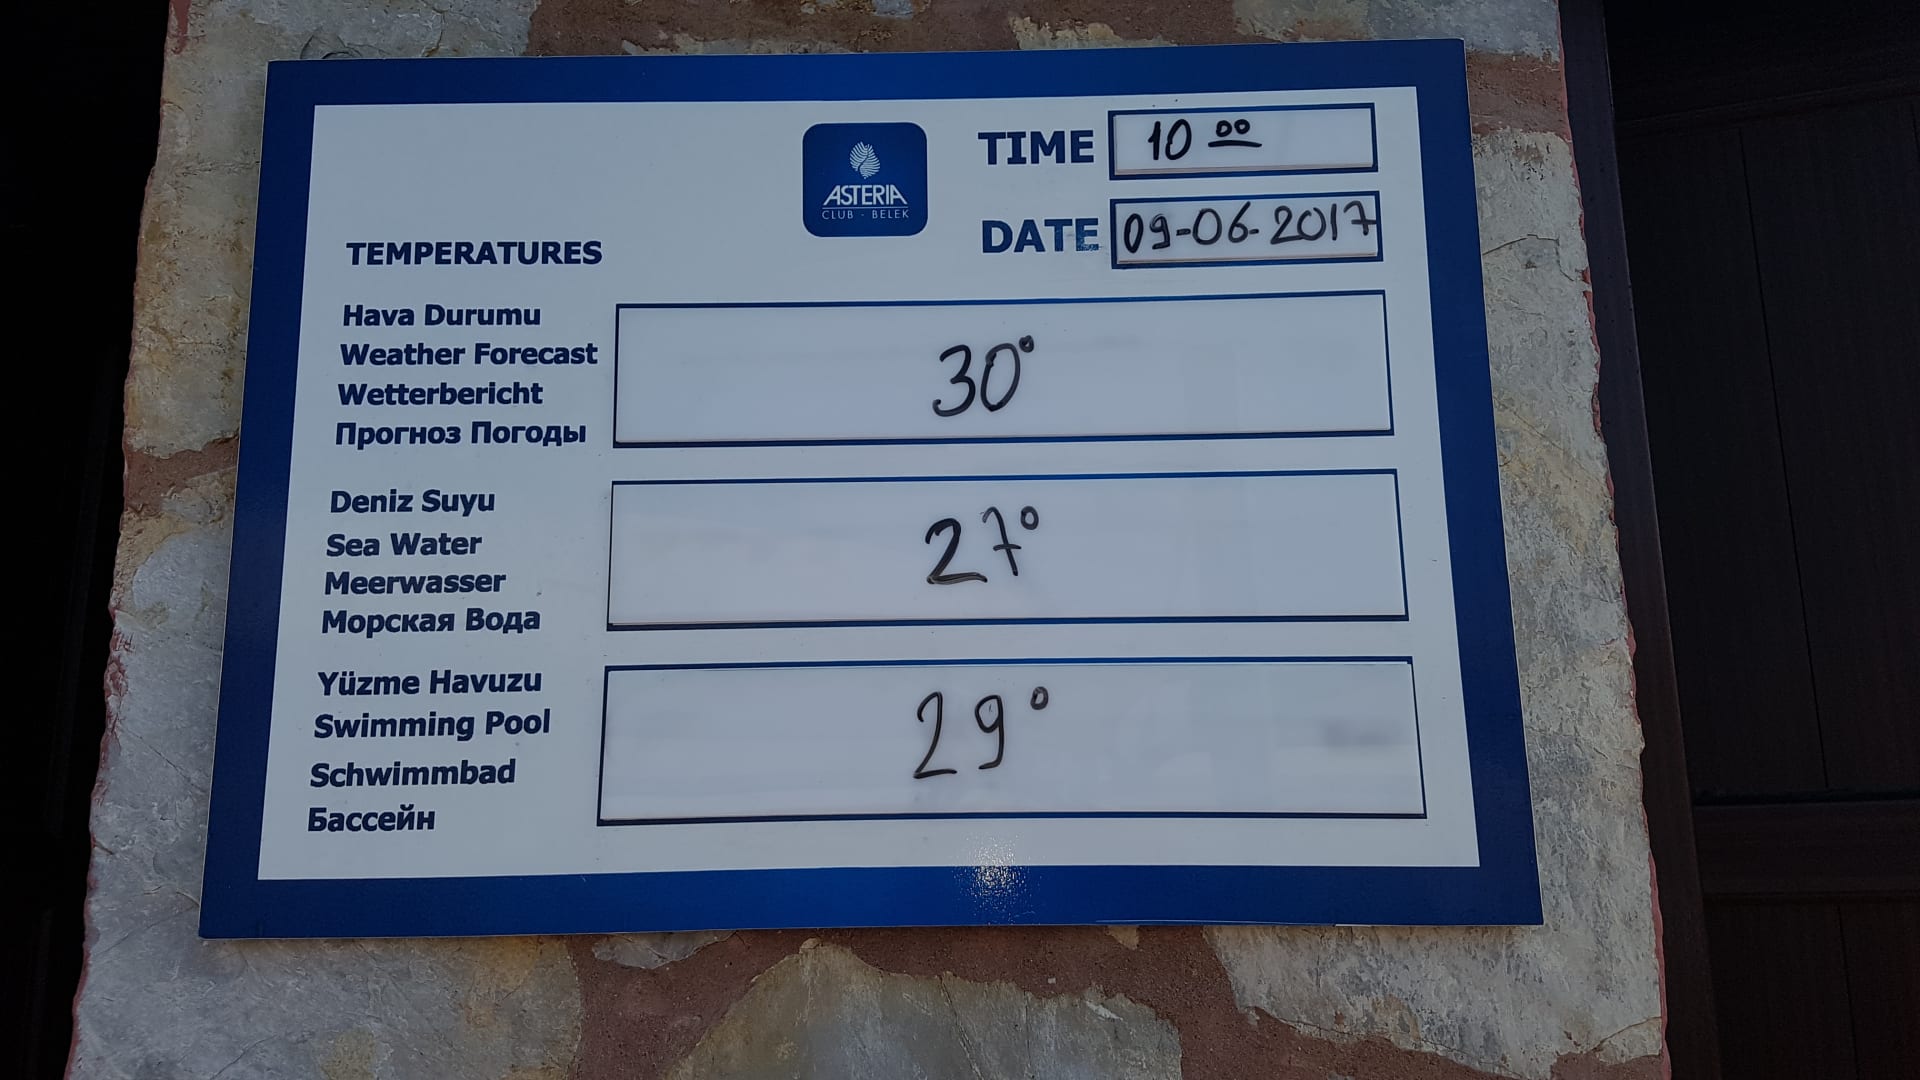 TIME 10 00
ASTERIA
CLUB - BELEK
DATE 09-06-2017
TEMPERATURES
Hava Durumu
Weather Forecast
Wetterbericht
Прогноз Погоды
30°
Deniz Suyu
Sea Water
Meerwasser
Морская Вода
27°
Yüzme Havuzu
Swimming Pool
Schwimmbad
Бассейн
29°